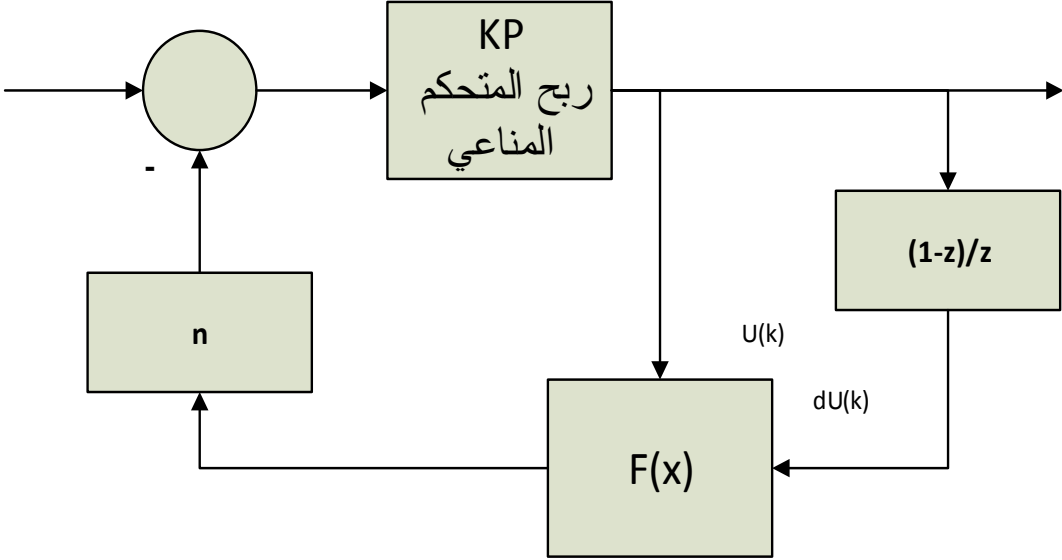 KP
ربح المتحكم
المناعي
-
(1-z)/z
n
U(k)
dU(k)
F(x)